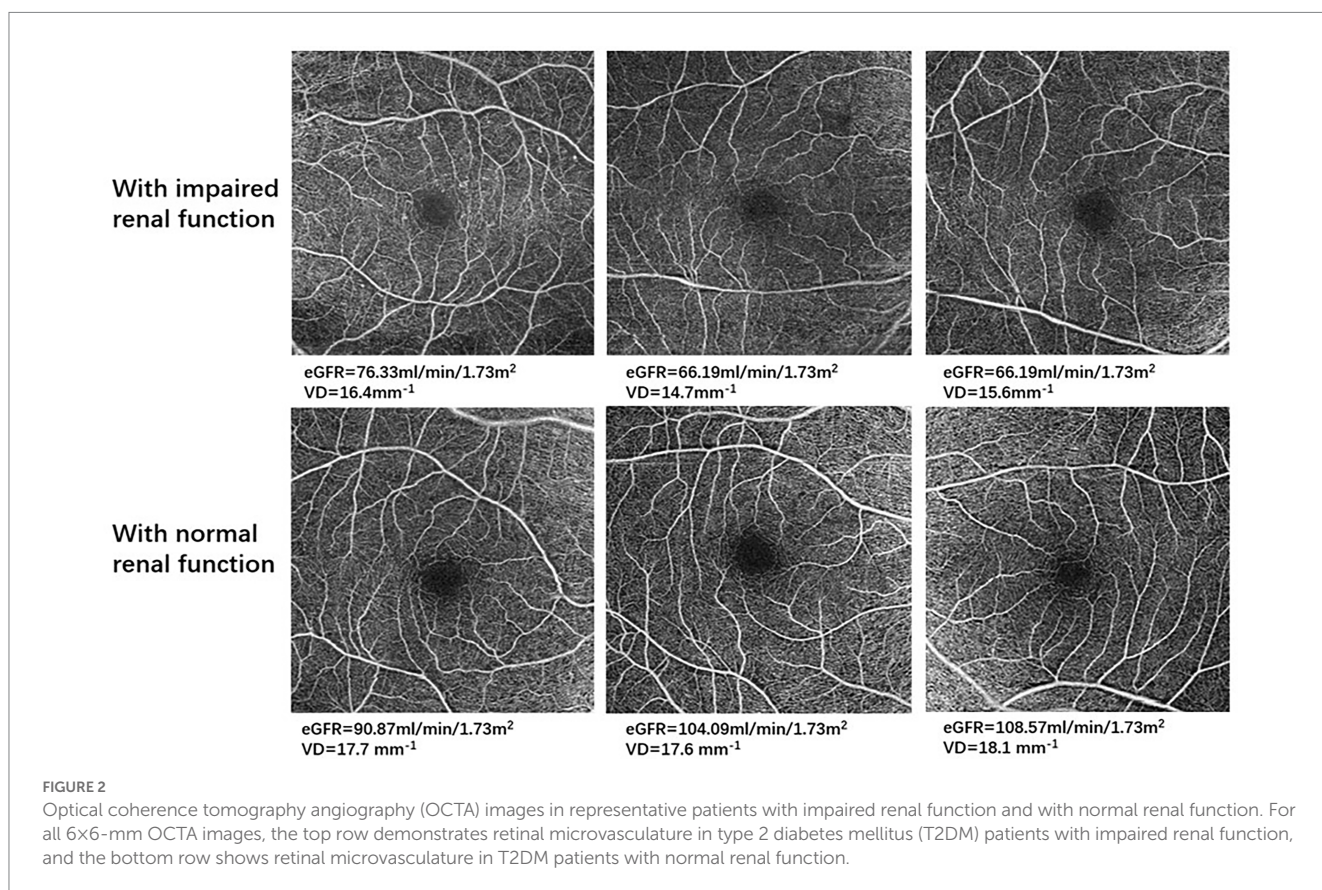 With impaired
renal function
eGFR=76.33ml/min/1.73m²
VD=16.4mm⁻¹
eGFR=66.19ml/min/1.73m²
VD=14.7mm⁻¹
eGFR=66.19ml/min/1.73m²
VD=15.6mm⁻¹
With normal
renal function
eGFR=90.87ml/min/1.73m²
VD=17.7 mm⁻¹
eGFR=104.09ml/min/1.73m²
VD=17.6 mm⁻¹
eGFR=108.57ml/min/1.73m²
VD=18.1 mm⁻¹
FIGURE 2
Optical coherence tomography angiography (OCTA) images in representative patients with impaired renal function and with normal renal function. For
all 6×6-mm OCTA images, the top row demonstrates retinal microvasculature in type 2 diabetes mellitus (T2DM) patients with impaired renal function,
and the bottom row shows retinal microvasculature in T2DM patients with normal renal function.